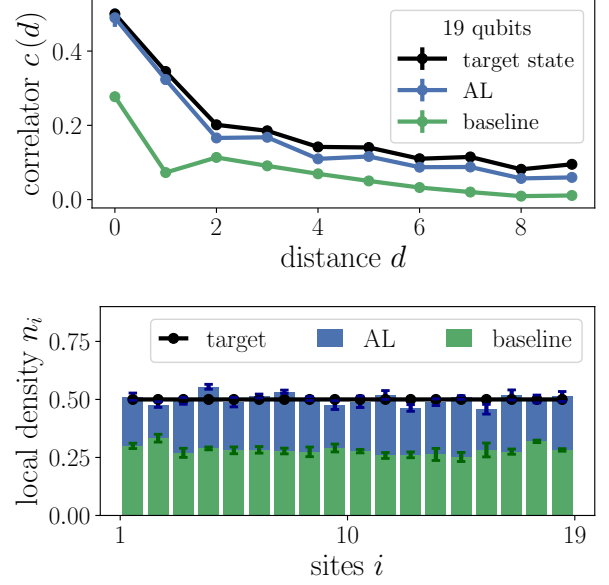 correlator c (d)
0.4
0.2
0.0
19 qubits
target state
AL
baseline
0 2 4 6 8
distance d
local density n_i
0.75
0.50
0.25
0.00
target AL baseline
1 10 19
sites i